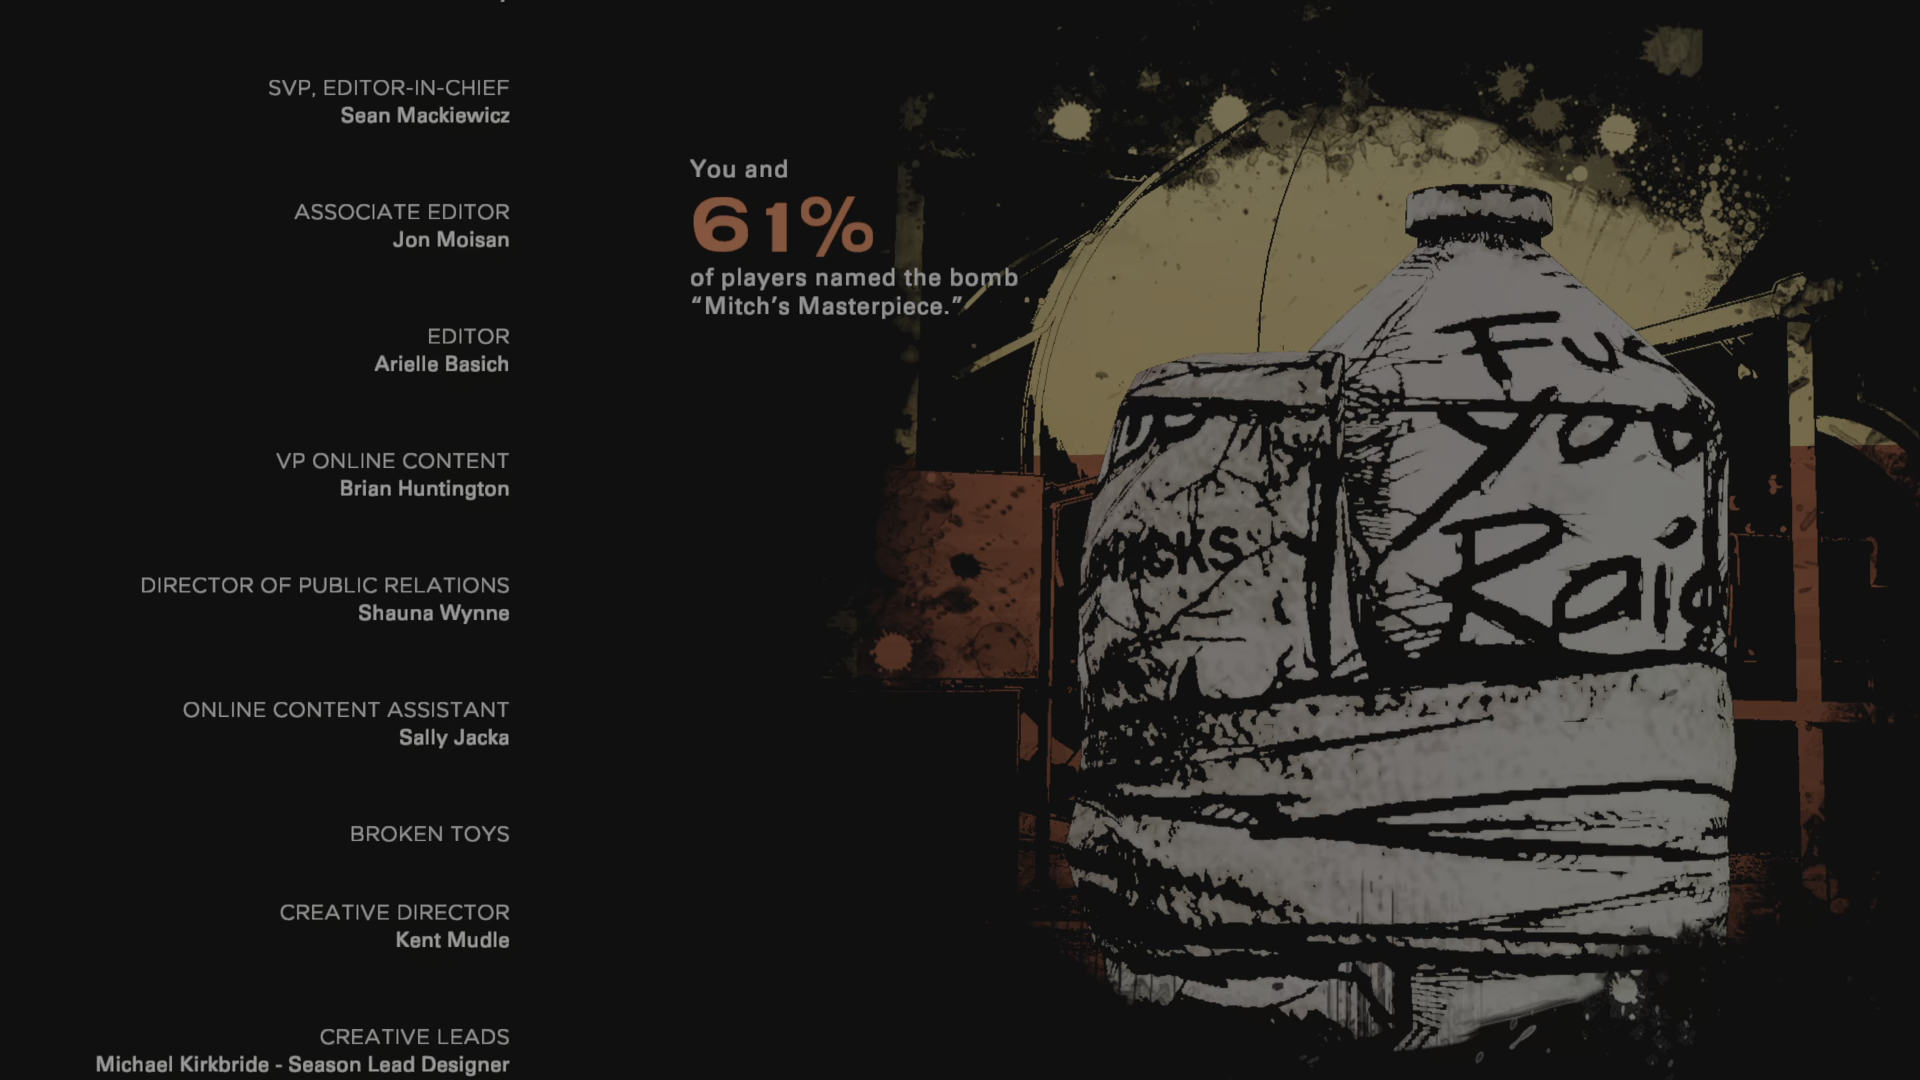 SVP, EDITOR-IN-CHIEF
Sean Mackiewicz
ASSOCIATE EDITOR
Jon Moisan
EDITOR
Arielle Basich
VP ONLINE CONTENT
Brian Huntington
DIRECTOR OF PUBLIC RELATIONS
Shauna Wynne
ONLINE CONTENT ASSISTANT
Sally Jacka
BROKEN TOYS
CREATIVE DIRECTOR
Kent Mudle
CREATIVE LEADS
Michael Kirkbride - Season Lead Designer
You and
61%
of players named the bomb
“Mitch’s Masterpiece.”
You